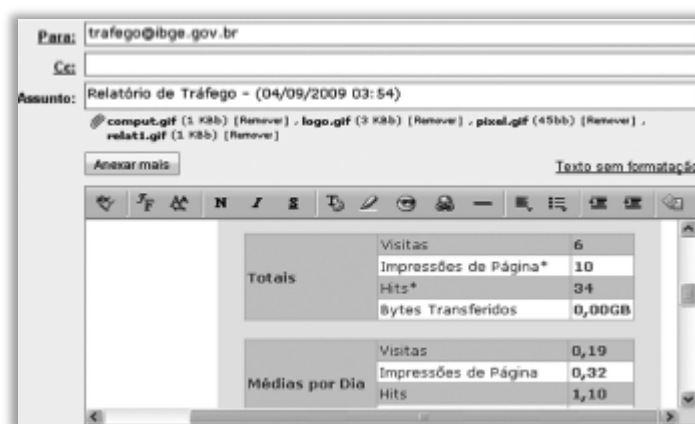 Para: trafego@ibge.gov.br
Cc:
Assunto: Relatório de Tráfego - (04/09/2009 03:54)
comput.gif (1 KBb) [Remover] , logo.gif (3 KBb) [Remover] , pixel.gif (45bb) [Remover] ,
relat1.gif (1 KBb) [Remover]
Anexar mais Texto sem formatação
N I S
Totais
Visitas 6
Impressões de Página* 10
Hits* 34
Bytes Transferidos 0,00GB
Médias por Dia
Visitas 0,19
Impressões de Página 0,32
Hits 1,10